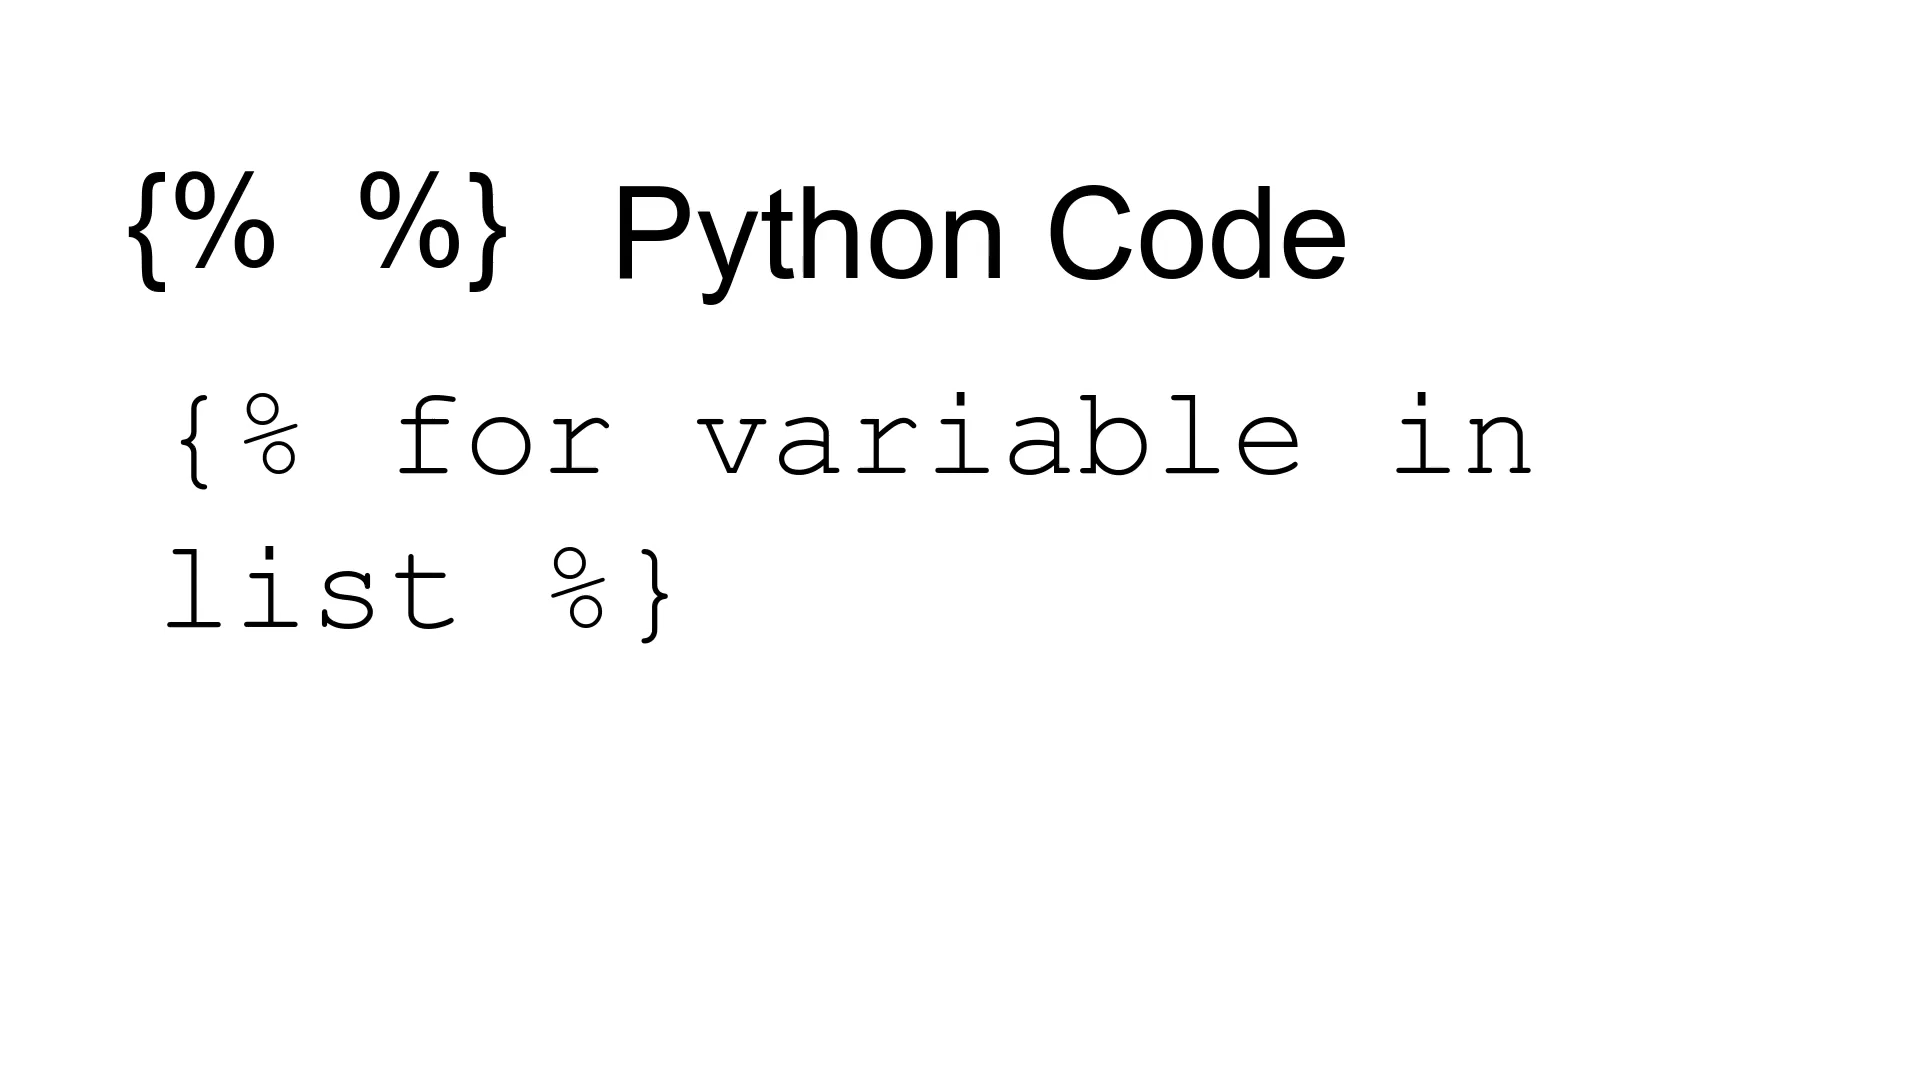 {% %} Python Code
{% for variable in
list %}